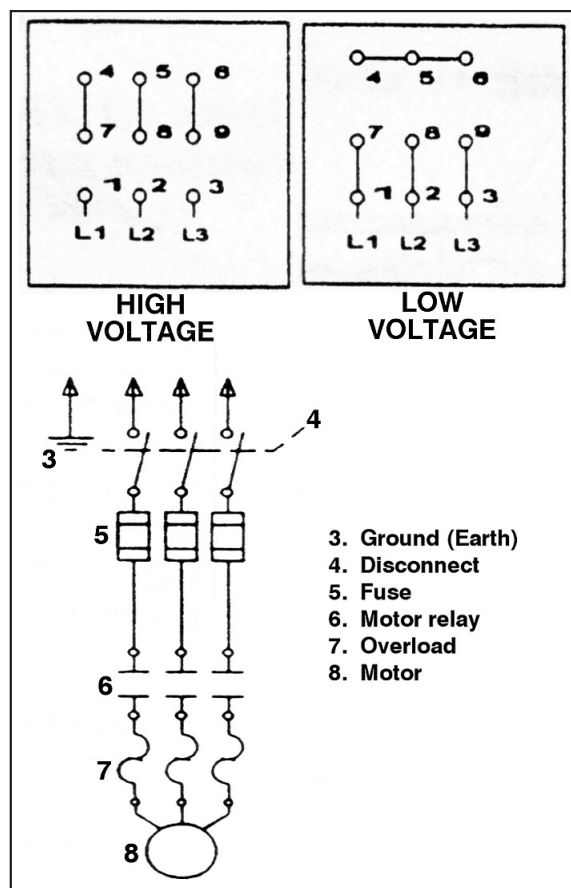 4 5 6
7 8 9
1 2 3
L1 L2 L3
HIGH
VOLTAGE
4 5 6
7 8 9
1 2 3
L1 L2 L3
LOW
VOLTAGE
3
4
5
6
7
8
3. Ground (Earth)
4. Disconnect
5. Fuse
6. Motor relay
7. Overload
8. Motor